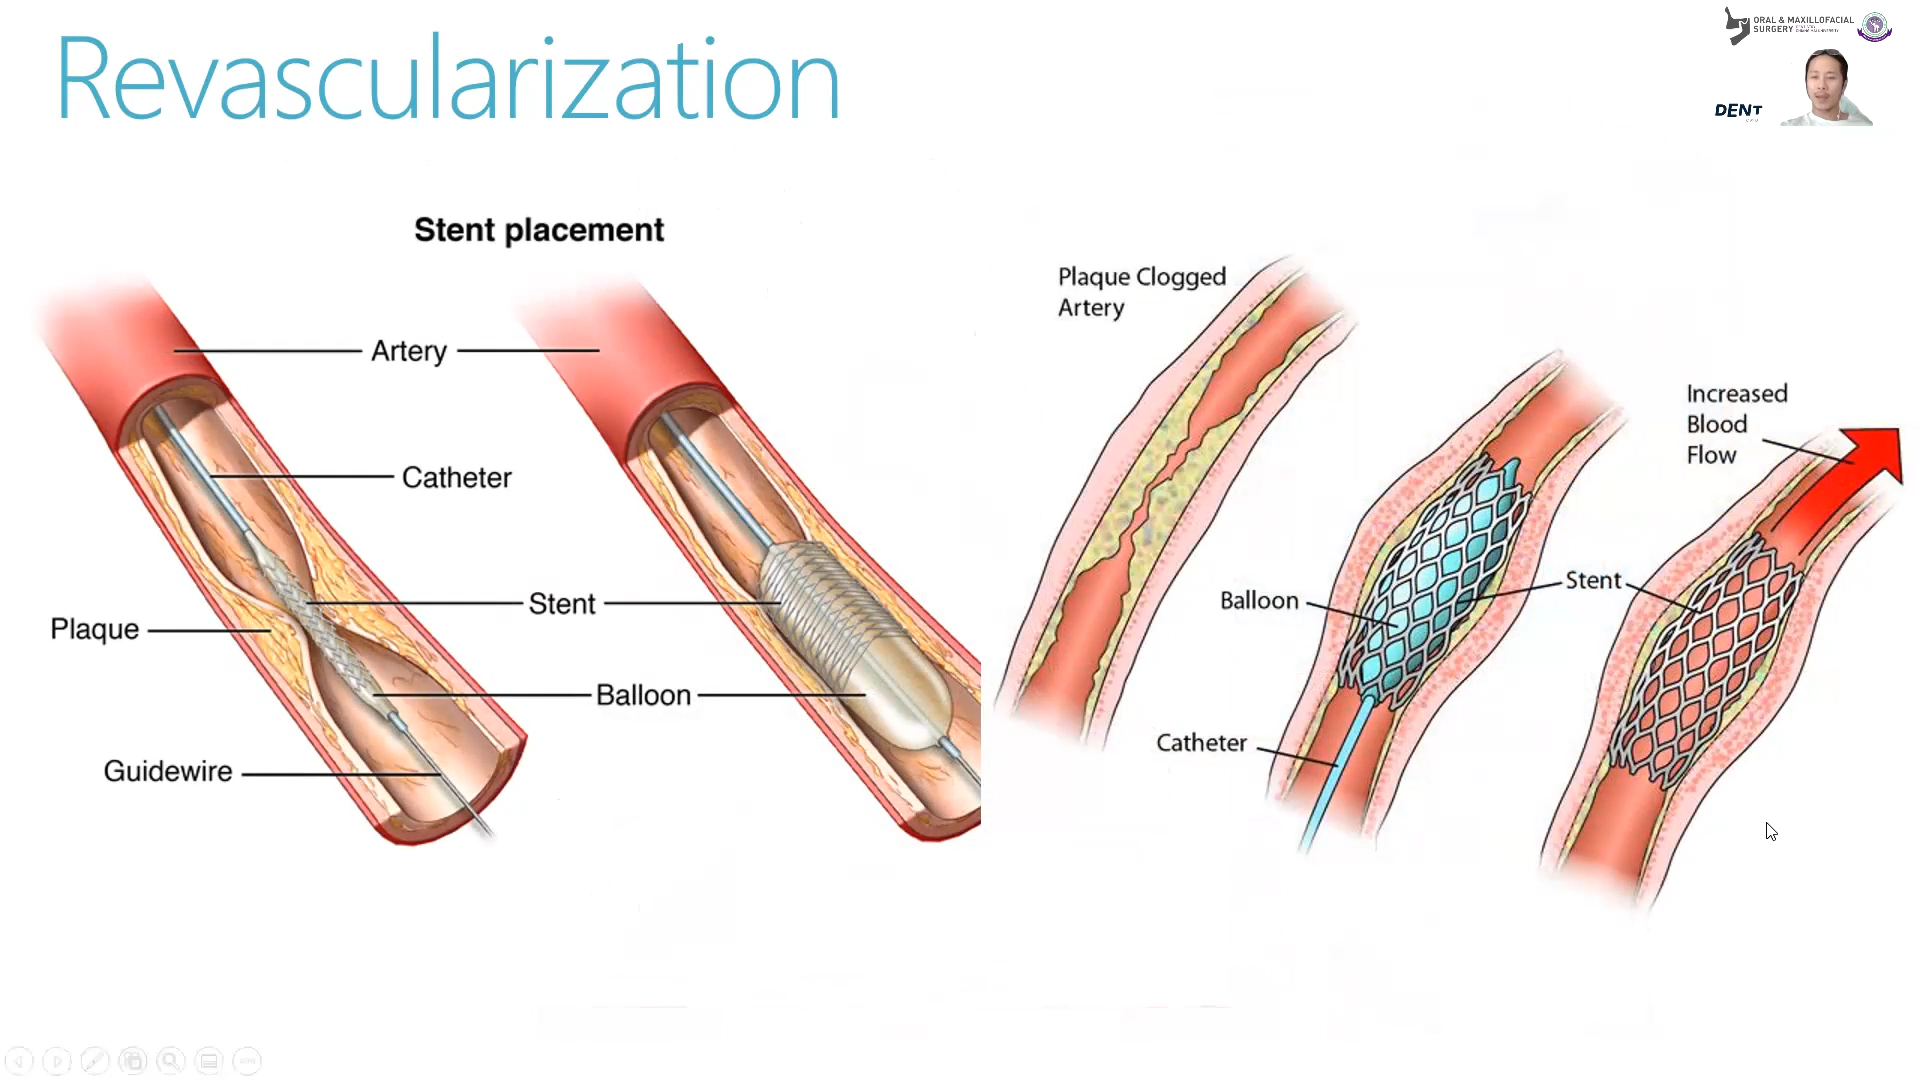 Revascularization
ORAL & MAXILLOFACIAL
SURGERY
DENT
Stent placement
Artery
Catheter
Stent
Plaque
Balloon
Guidewire
Plaque Clogged
Artery
Increased
Blood
Flow
Stent
Balloon
Catheter